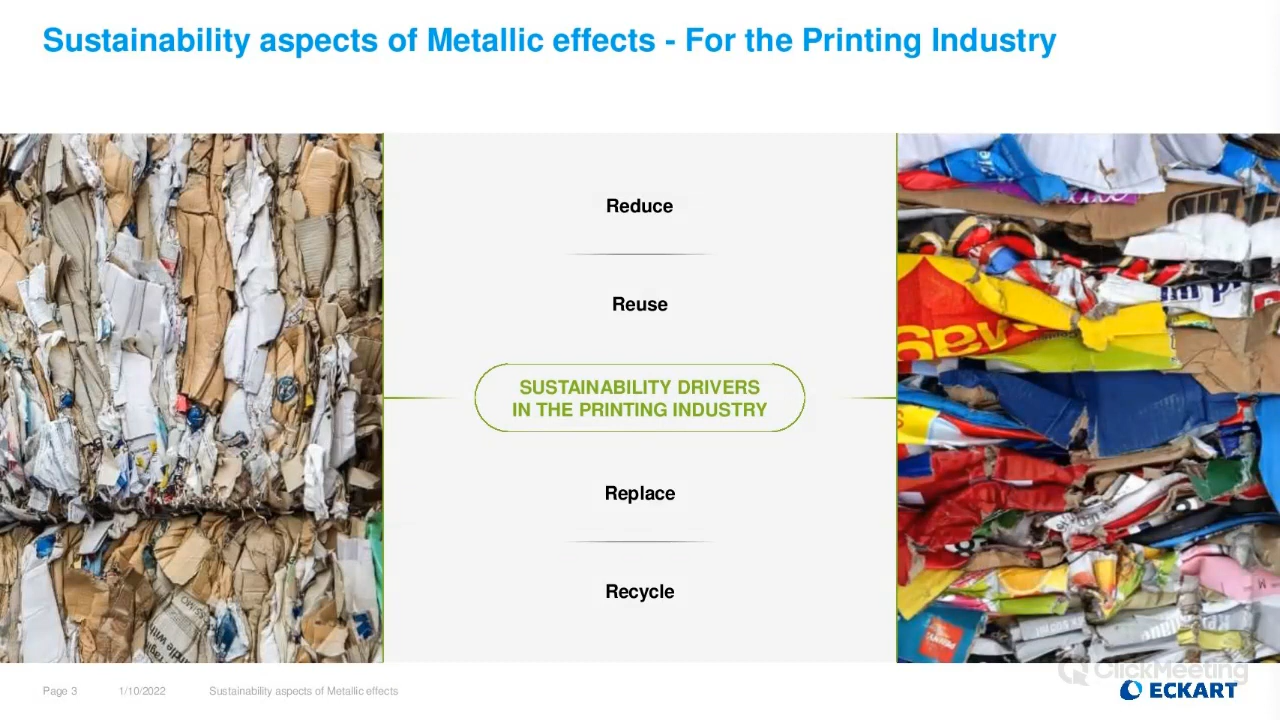 Sustainability aspects of Metallic effects - For the Printing Industry
Reduce
Reuse
SUSTAINABILITY DRIVERS
IN THE PRINTING INDUSTRY
Replace
Recycle
Page 3 1/10/2022 Sustainability aspects of Metallic effects
ClickMeeting
ECKART